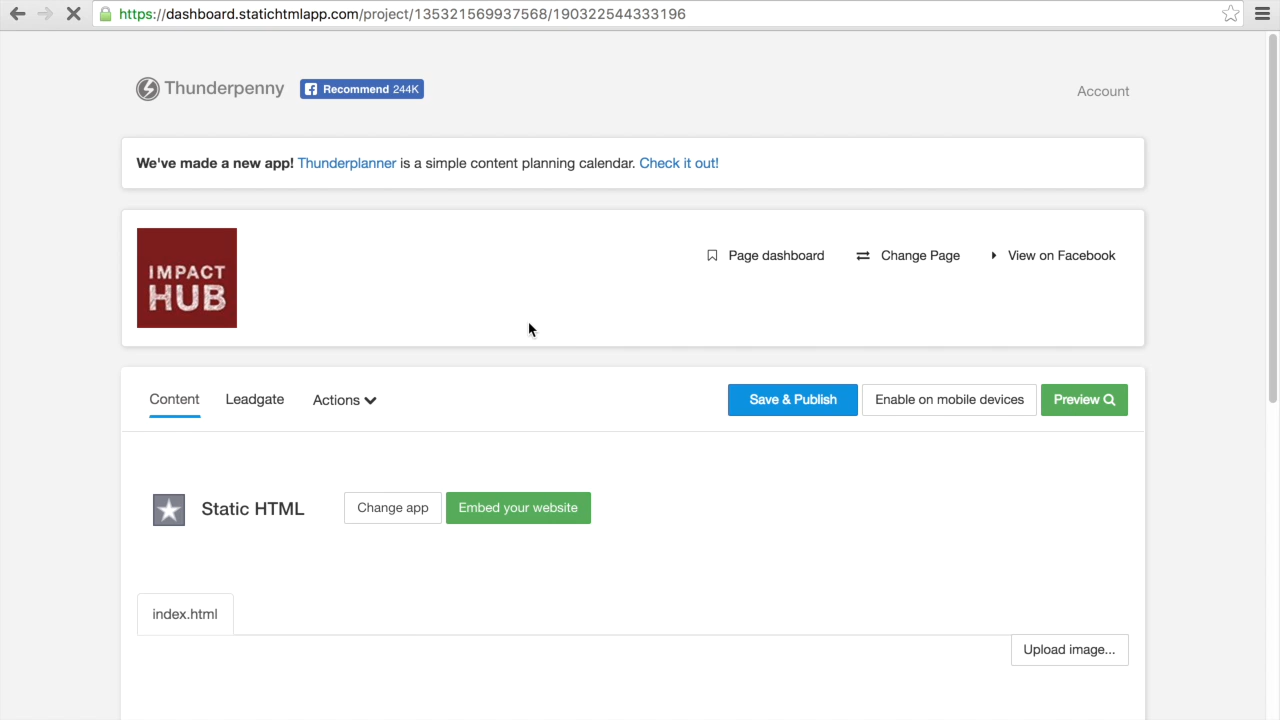 https://dashboard.statichtmlapp.com/project/135321569937568/190322544333196
Thunderpenny
Recommend 244K
Account
We've made a new app! Thunderplanner is a simple content planning calendar. Check it out!
IMPACT
HUB
Page dashboard
Change Page
View on Facebook
Content
Leadgate
Actions
Save & Publish
Enable on mobile devices
Preview
Static HTML
Change app
Embed your website
index.html
Upload image...